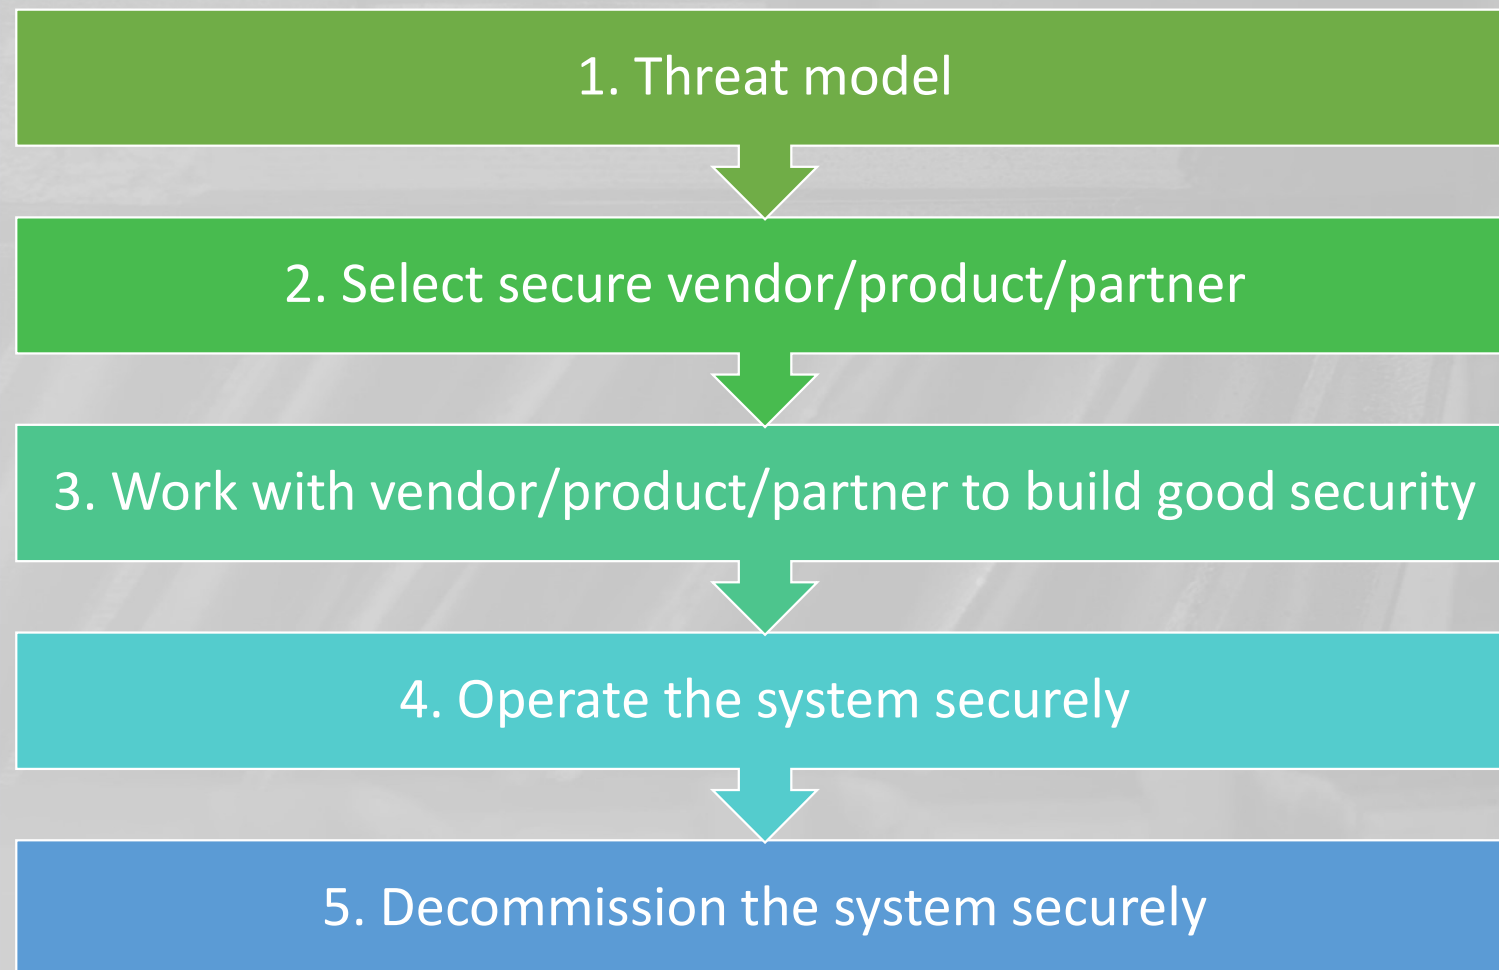 1. Threat model
2. Select secure vendor/product/partner
3. Work with vendor/product/partner to build good security
4. Operate the system securely
5. Decommission the system securely